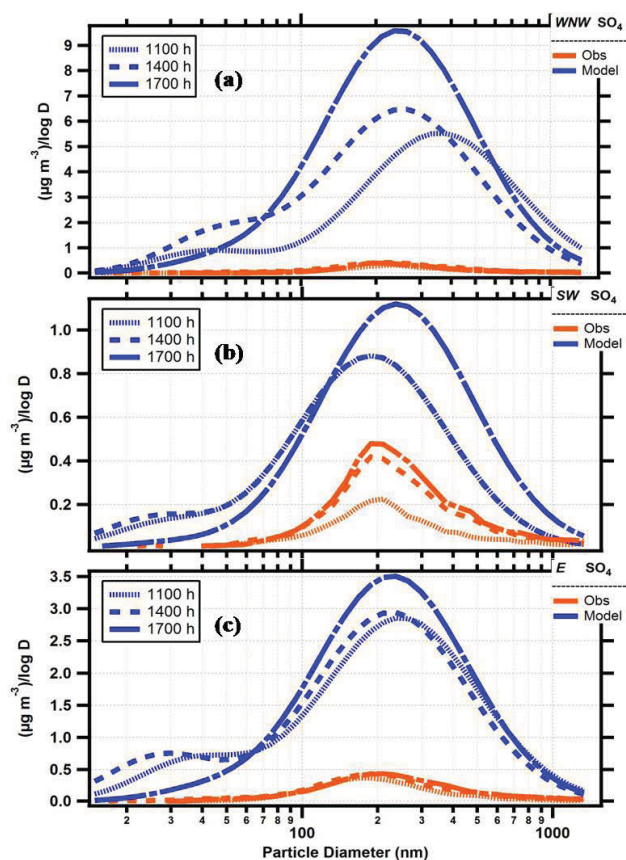 WNW SO4
Obs
Model
1100 h
1400 h
1700 h
(a)
(µg m-3)/log D
9
8
7
6
5
4
3
2
1
0
SW SO4
Obs
Model
1100 h
1400 h
1700 h
(b)
(µg m-3)/log D
1.0
0.8
0.6
0.4
0.2
E SO4
Obs
Model
1100 h
1400 h
1700 h
(c)
(µg m-3)/log D
3.5
3.0
2.5
2.0
1.5
1.0
0.5
0.0
2 3 4 5 6 7 8 9 100 2 3 4 5 6 7 8 9 1000
Particle Diameter (nm)